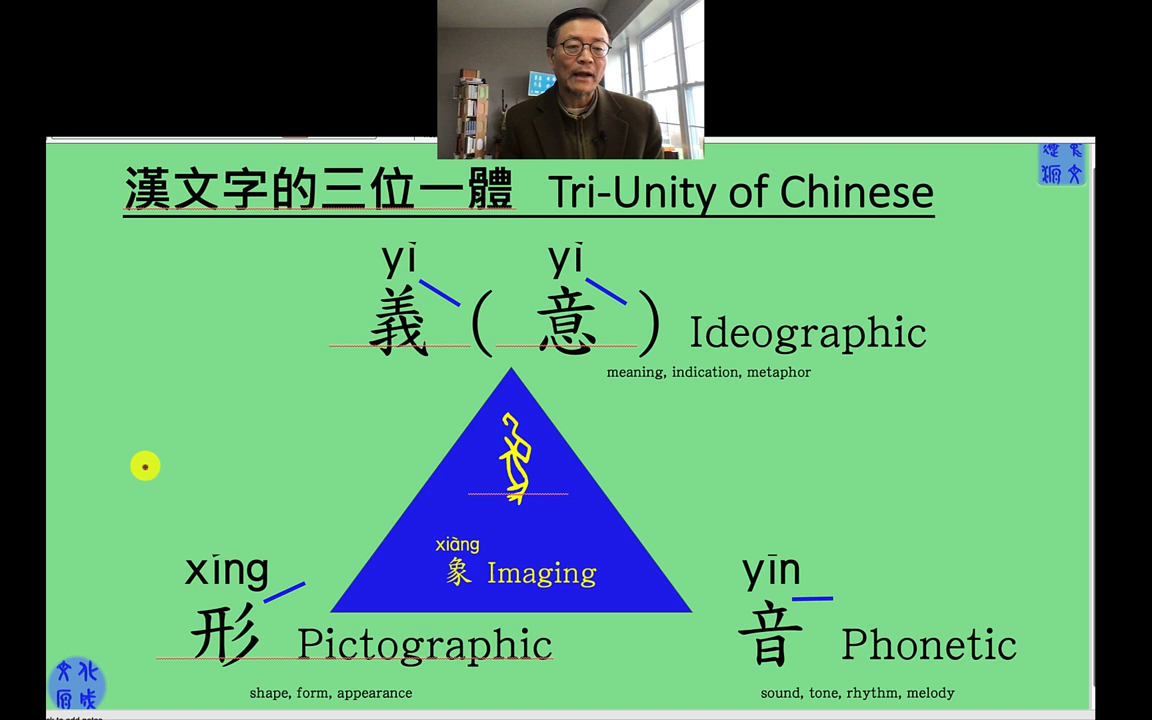 漢文字的三位一體 Tri-Unity of Chinese
yì yì
義 ( 意 ) Ideographic
meaning, indication, metaphor
xiàng
象 Imaging
xíng
形 Pictographic
shape, form, appearance
yīn
音 Phonetic
sound, tone, rhythm, melody